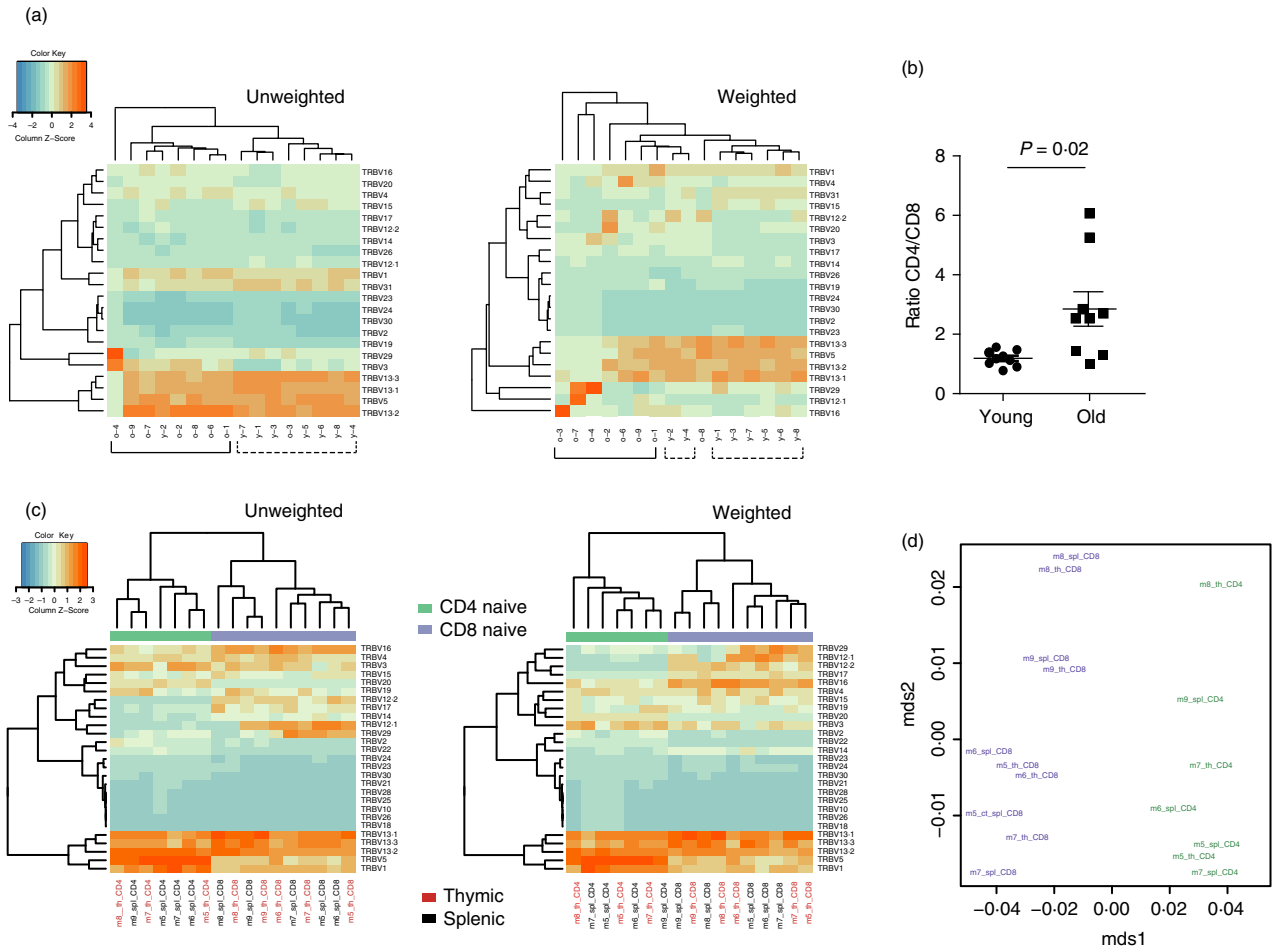 (a)
Color Key
−4 −2 0 2 4
Column Z-Score
Unweighted
TRBV16
TRBV20
TRBV4
TRBV15
TRBV17
TRBV12-2
TRBV14
TRBV26
TRBV12-1
TRBV1
TRBV31
TRBV23
TRBV24
TRBV30
TRBV2
TRBV19
TRBV29
TRBV3
TRBV13-3
TRBV13-1
TRBV5
TRBV13-2
o-4 o-9 o-7 y-2 o-2 o-8 o-6 o-1 y-7 y-1 y-3 o-3 y-5 y-6 y-8 y-4
Weighted
TRBV1
TRBV4
TRBV31
TRBV12-2
TRBV20
TRBV3
TRBV17
TRBV14
TRBV26
TRBV19
TRBV24
TRBV30
TRBV2
TRBV23
TRBV13-3
TRBV5
TRBV13-2
TRBV13-1
TRBV29
TRBV12-1
TRBV16
o-3 o-7 o-4 o-2 o-6 o-9 o-1 y-2 y-4 o-8 y-1 y-3 y-7 y-5 y-6 y-8
(b)
P = 0·02
Ratio CD4/CD8
8
6
4
2
0
Young Old
(c)
Color Key
−3 −2 −1 0 1 2 3
Column Z-Score
Unweighted
TRBV16
TRBV4
TRBV3
TRBV15
TRBV20
TRBV19
TRBV12-2
TRBV17
TRBV14
TRBV12-1
TRBV29
TRBV2
TRBV22
TRBV24
TRBV23
TRBV30
TRBV21
TRBV28
TRBV25
TRBV10
TRBV26
TRBV18
TRBV13-1
TRBV13-3
TRBV13-2
TRBV5
TRBV1
m8_th_CD4 m9_spl_CD4 m7_th_CD4 m5_spl_CD4 m7_spl_CD4 m6_spl_CD4 m5_th_CD4 m8_spl_CD8 m8_th_CD8 m9_spl_CD8 m9_th_CD8 m6_th_CD8 m7_spl_CD8 m7_th_CD8 m5_spl_CD8 m6_spl_CD8 m5_th_CD8
CD4 naive
CD8 naive
Thymic
Splenic
Weighted
TRBV29
TRBV12-1
TRBV12-2
TRBV17
TRBV16
TRBV4
TRBV15
TRBV19
TRBV20
TRBV3
TRBV2
TRBV22
TRBV14
TRBV23
TRBV24
TRBV30
TRBV21
TRBV28
TRBV25
TRBV10
TRBV26
TRBV18
TRBV13-1
TRBV13-3
TRBV13-2
TRBV5
TRBV1
m8_th_CD4 m7_spl_CD4 m5_spl_CD4 m5_th_CD4 m6_spl_CD4 m7_th_CD4 m9_spl_CD4 m9_spl_CD8 m9_th_CD8 m8_spl_CD8 m8_th_CD8 m6_th_CD8 m5_spl_CD8 m6_spl_CD8 m7_spl_CD8 m7_th_CD8 m5_th_CD8
(d)
mds2
0.02
0.01
0.00
−0.01
m8_spl_CD8
m8_th_CD8
m8_th_CD4
m9_spl_CD8
m9_th_CD8
m9_spl_CD4
m6_spl_CD8
m5_th_CD8
m6_th_CD8
m7_th_CD4
m6_spl_CD4
m5_ct_spl_CD8
m7_th_CD8
m5_spl_CD4
m5_th_CD4
m7_spl_CD8
m7_spl_CD4
−0.04 −0.02 0.00 0.02 0.04
mds1